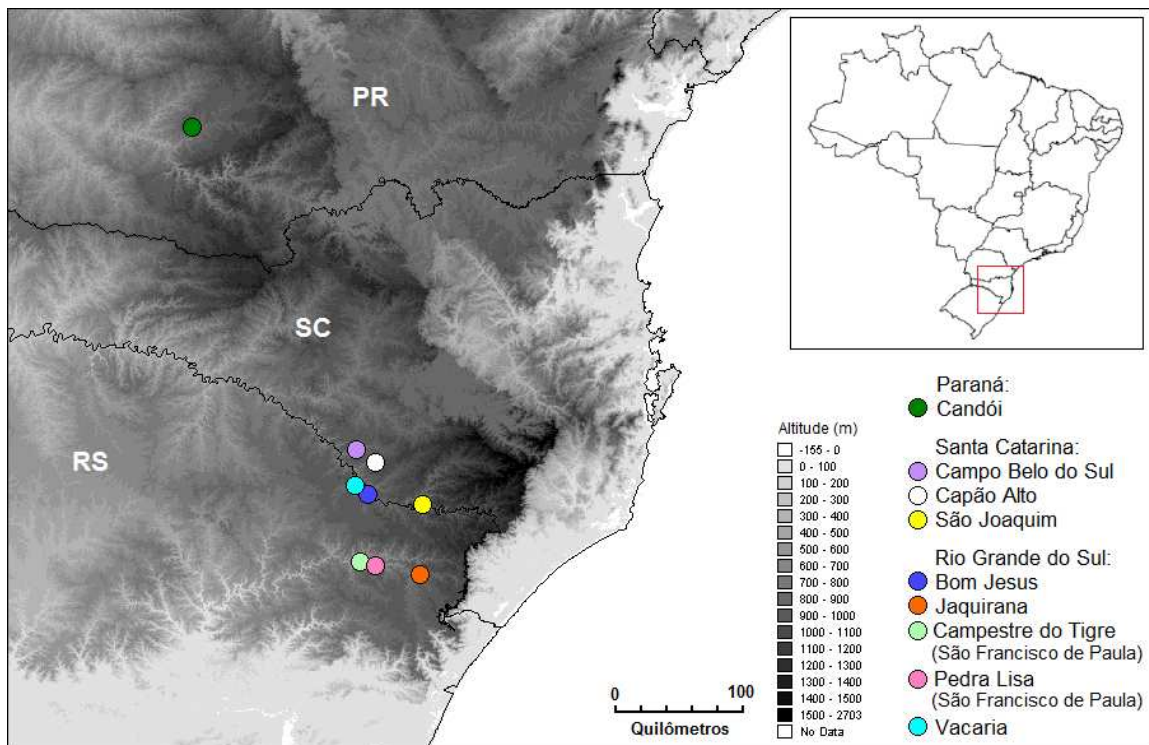 PR
SC
RS
Paraná:
Candói
Santa Catarina:
Campo Belo do Sul
Capão Alto
São Joaquim
Rio Grande do Sul:
Bom Jesus
Jaquirana
Campestre do Tigre
(São Francisco de Paula)
Pedra Lisa
(São Francisco de Paula)
Vacaria
Altitude (m)
-155 - 0
0 - 100
100 - 200
200 - 300
300 - 400
400 - 500
500 - 600
600 - 700
700 - 800
800 - 900
900 - 1000
1000 - 1100
1100 - 1200
1200 - 1300
1300 - 1400
1400 - 1500
1500 - 2703
No Data
0 100
Quilômetros